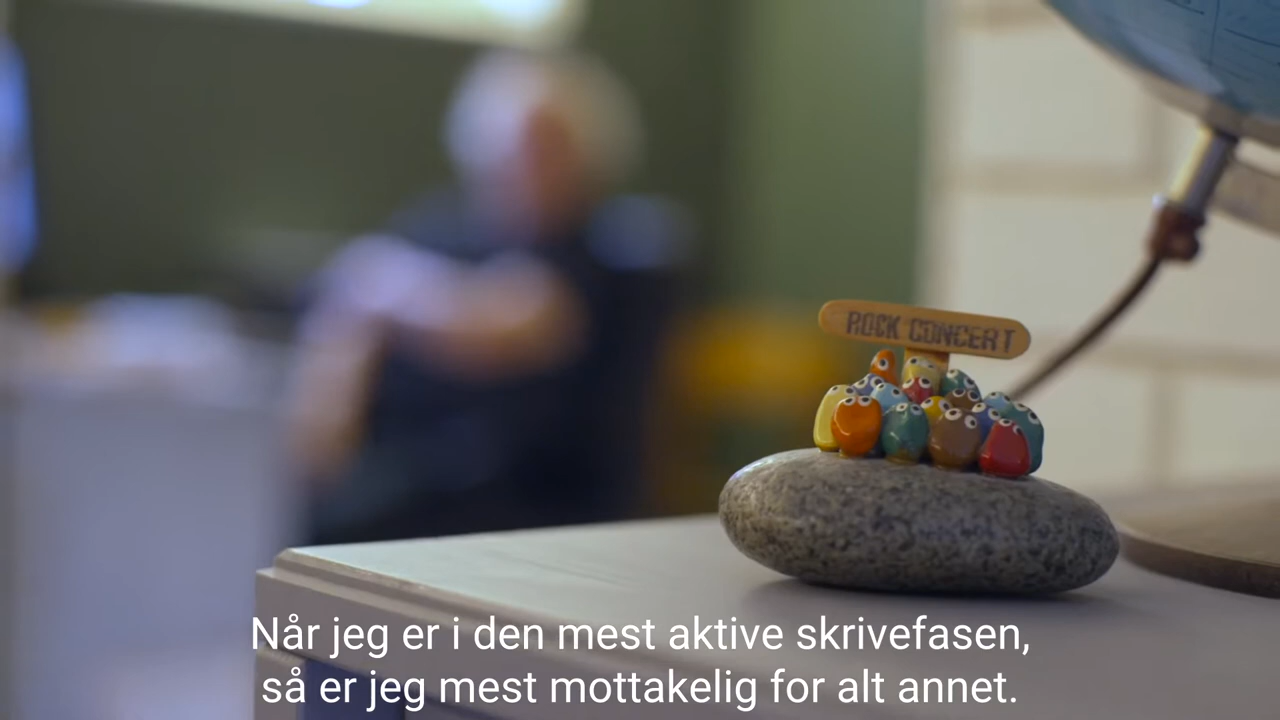 ROCK CONCERT
Når jeg er i den mest aktive skrivefasen,
så er jeg mest mottakelig for alt annet.